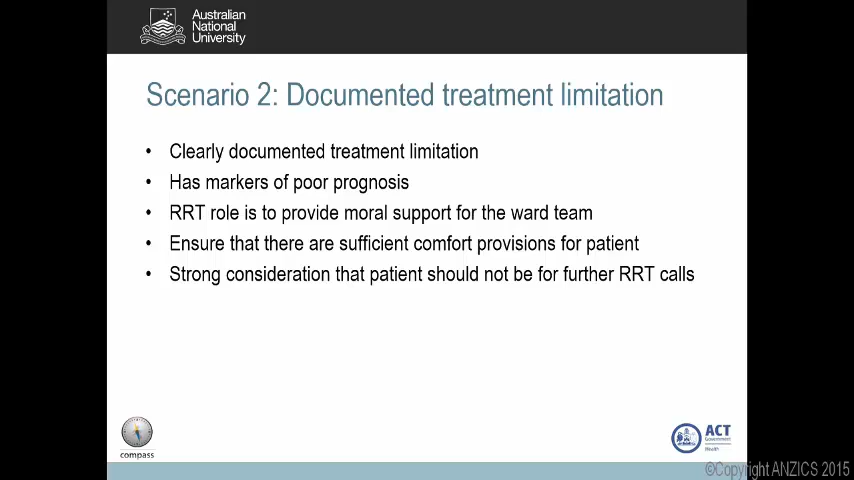 Australian
National
University
Scenario 2: Documented treatment limitation
• Clearly documented treatment limitation
• Has markers of poor prognosis
• RRT role is to provide moral support for the ward team
• Ensure that there are sufficient comfort provisions for patient
• Strong consideration that patient should not be for further RRT calls
compass
ACT
Government
Health
©Copyright ANZICS 2015